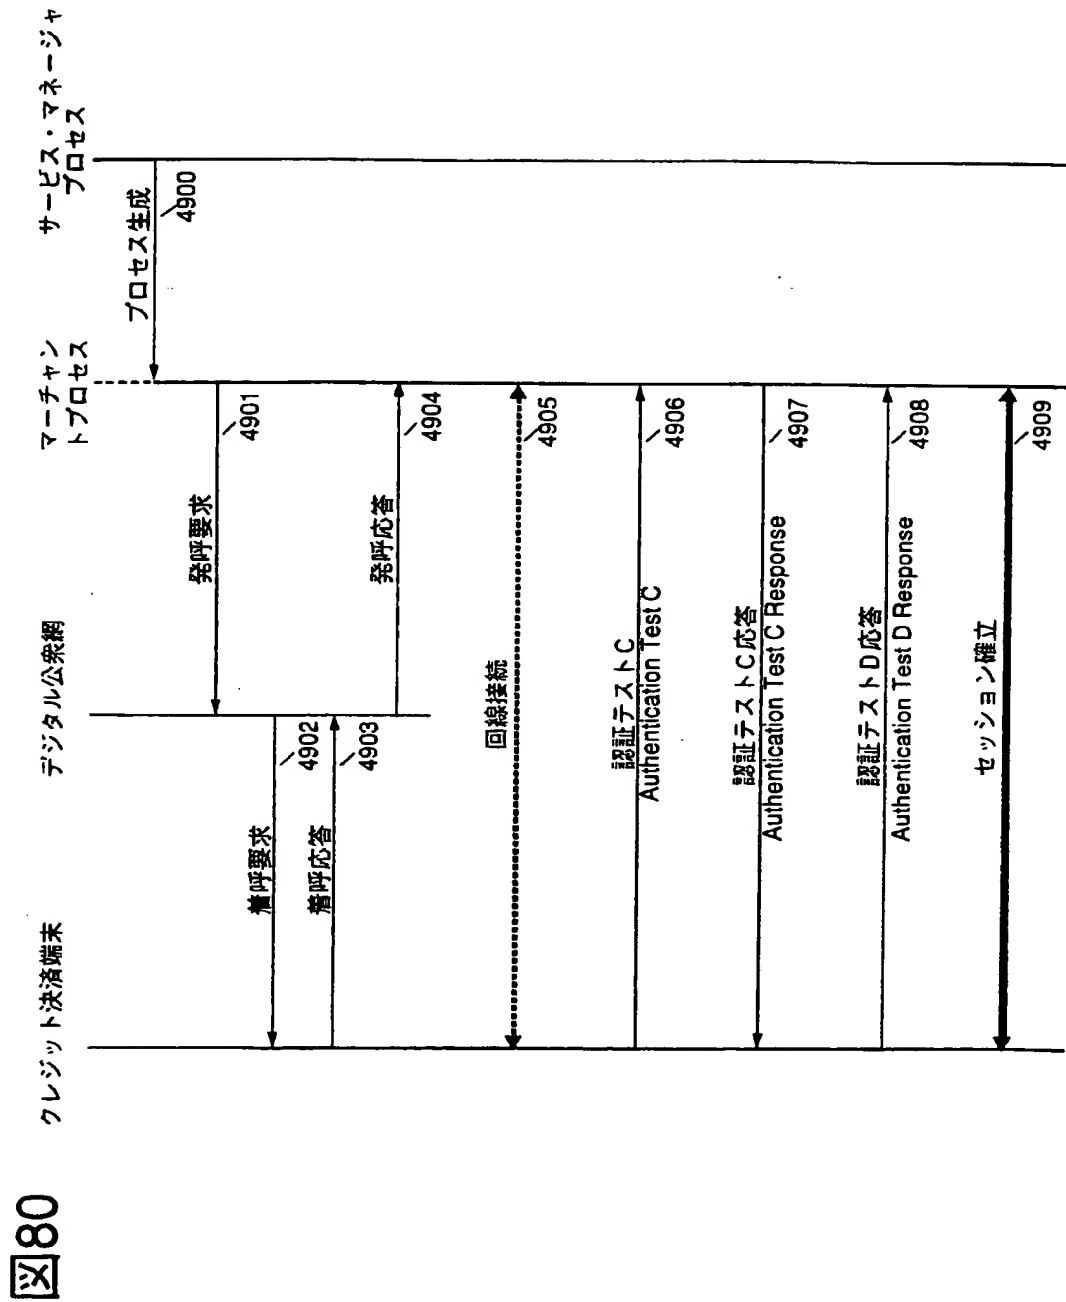 図80
クレジット決済端末
デジタル公衆網
マーチャン
トプロセス
サービス・マネージャ
プロセス
プロセス生成
4900
発呼要求
4901
着呼要求
4902
着呼応答
4903
発呼応答
4904
回線接続
4905
認証テストC
Authentication Test C
4906
認証テストC応答
Authentication Test C Response
4907
認証テストD応答
Authentication Test D Response
4908
セッション確立
4909